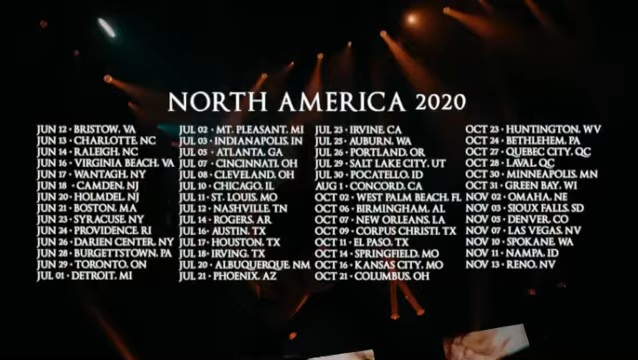 NORTH AMERICA 2020
JUN 12 • BRISTOW, VA
JUN 13 • CHARLOTTE, NC
JUN 14 • RALEIGH, NC
JUN 16 • VIRGINIA BEACH, VA
JUN 17 • WANTAGH, NY
JUN 18 • CAMDEN, NJ
JUN 20 • HOLMDEL, NJ
JUN 21 • BOSTON, MA
JUN 23 • SYRACUSE, NY
JUN 24 • PROVIDENCE, RI
JUN 26 • DARIEN CENTER, NY
JUN 28 • BURGETTSTOWN, PA
JUN 29 • TORONTO, ON
JUL 01 • DETROIT, MI
JUL 02 • MT. PLEASANT, MI
JUL 03 • INDIANAPOLIS, IN
JUL 05 • ATLANTA, GA
JUL 07 • CINCINNATI, OH
JUL 08 • CLEVELAND, OH
JUL 10 • CHICAGO, IL
JUL 11 • ST. LOUIS, MO
JUL 12 • NASHVILLE, TN
JUL 14 • ROGERS, AR
JUL 16 • AUSTIN, TX
JUL 17 • HOUSTON, TX
JUL 18 • IRVING, TX
JUL 20 • ALBUQUERQUE, NM
JUL 21 • PHOENIX, AZ
JUL 23 • IRVINE, CA
JUL 25 • AUBURN, WA
JUL 26 • PORTLAND, OR
JUL 29 • SALT LAKE CITY, UT
JUL 30 • POCATELLO, ID
AUG 1 • CONCORD, CA
OCT 02 • WEST PALM BEACH, FL
OCT 06 • BIRMINGHAM, AL
OCT 07 • NEW ORLEANS, LA
OCT 09 • CORPUS CHRISTI, TX
OCT 11 • EL PASO, TX
OCT 14 • SPRINGFIELD, MO
OCT 16 • KANSAS CITY, MO
OCT 21 • COLUMBUS, OH
OCT 23 • HUNTINGTON, WV
OCT 24 • BETHLEHEM, PA
OCT 27 • QUEBEC CITY, QC
OCT 28 • LAVAL, QC
OCT 30 • MINNEAPOLIS, MN
OCT 31 • GREEN BAY, WI
NOV 02 • OMAHA, NE
NOV 03 • SIOUX FALLS, SD
NOV 05 • DENVER, CO
NOV 07 • LAS VEGAS, NV
NOV 10 • SPOKANE, WA
NOV 11 • NAMPA, ID
NOV 13 • RENO, NV